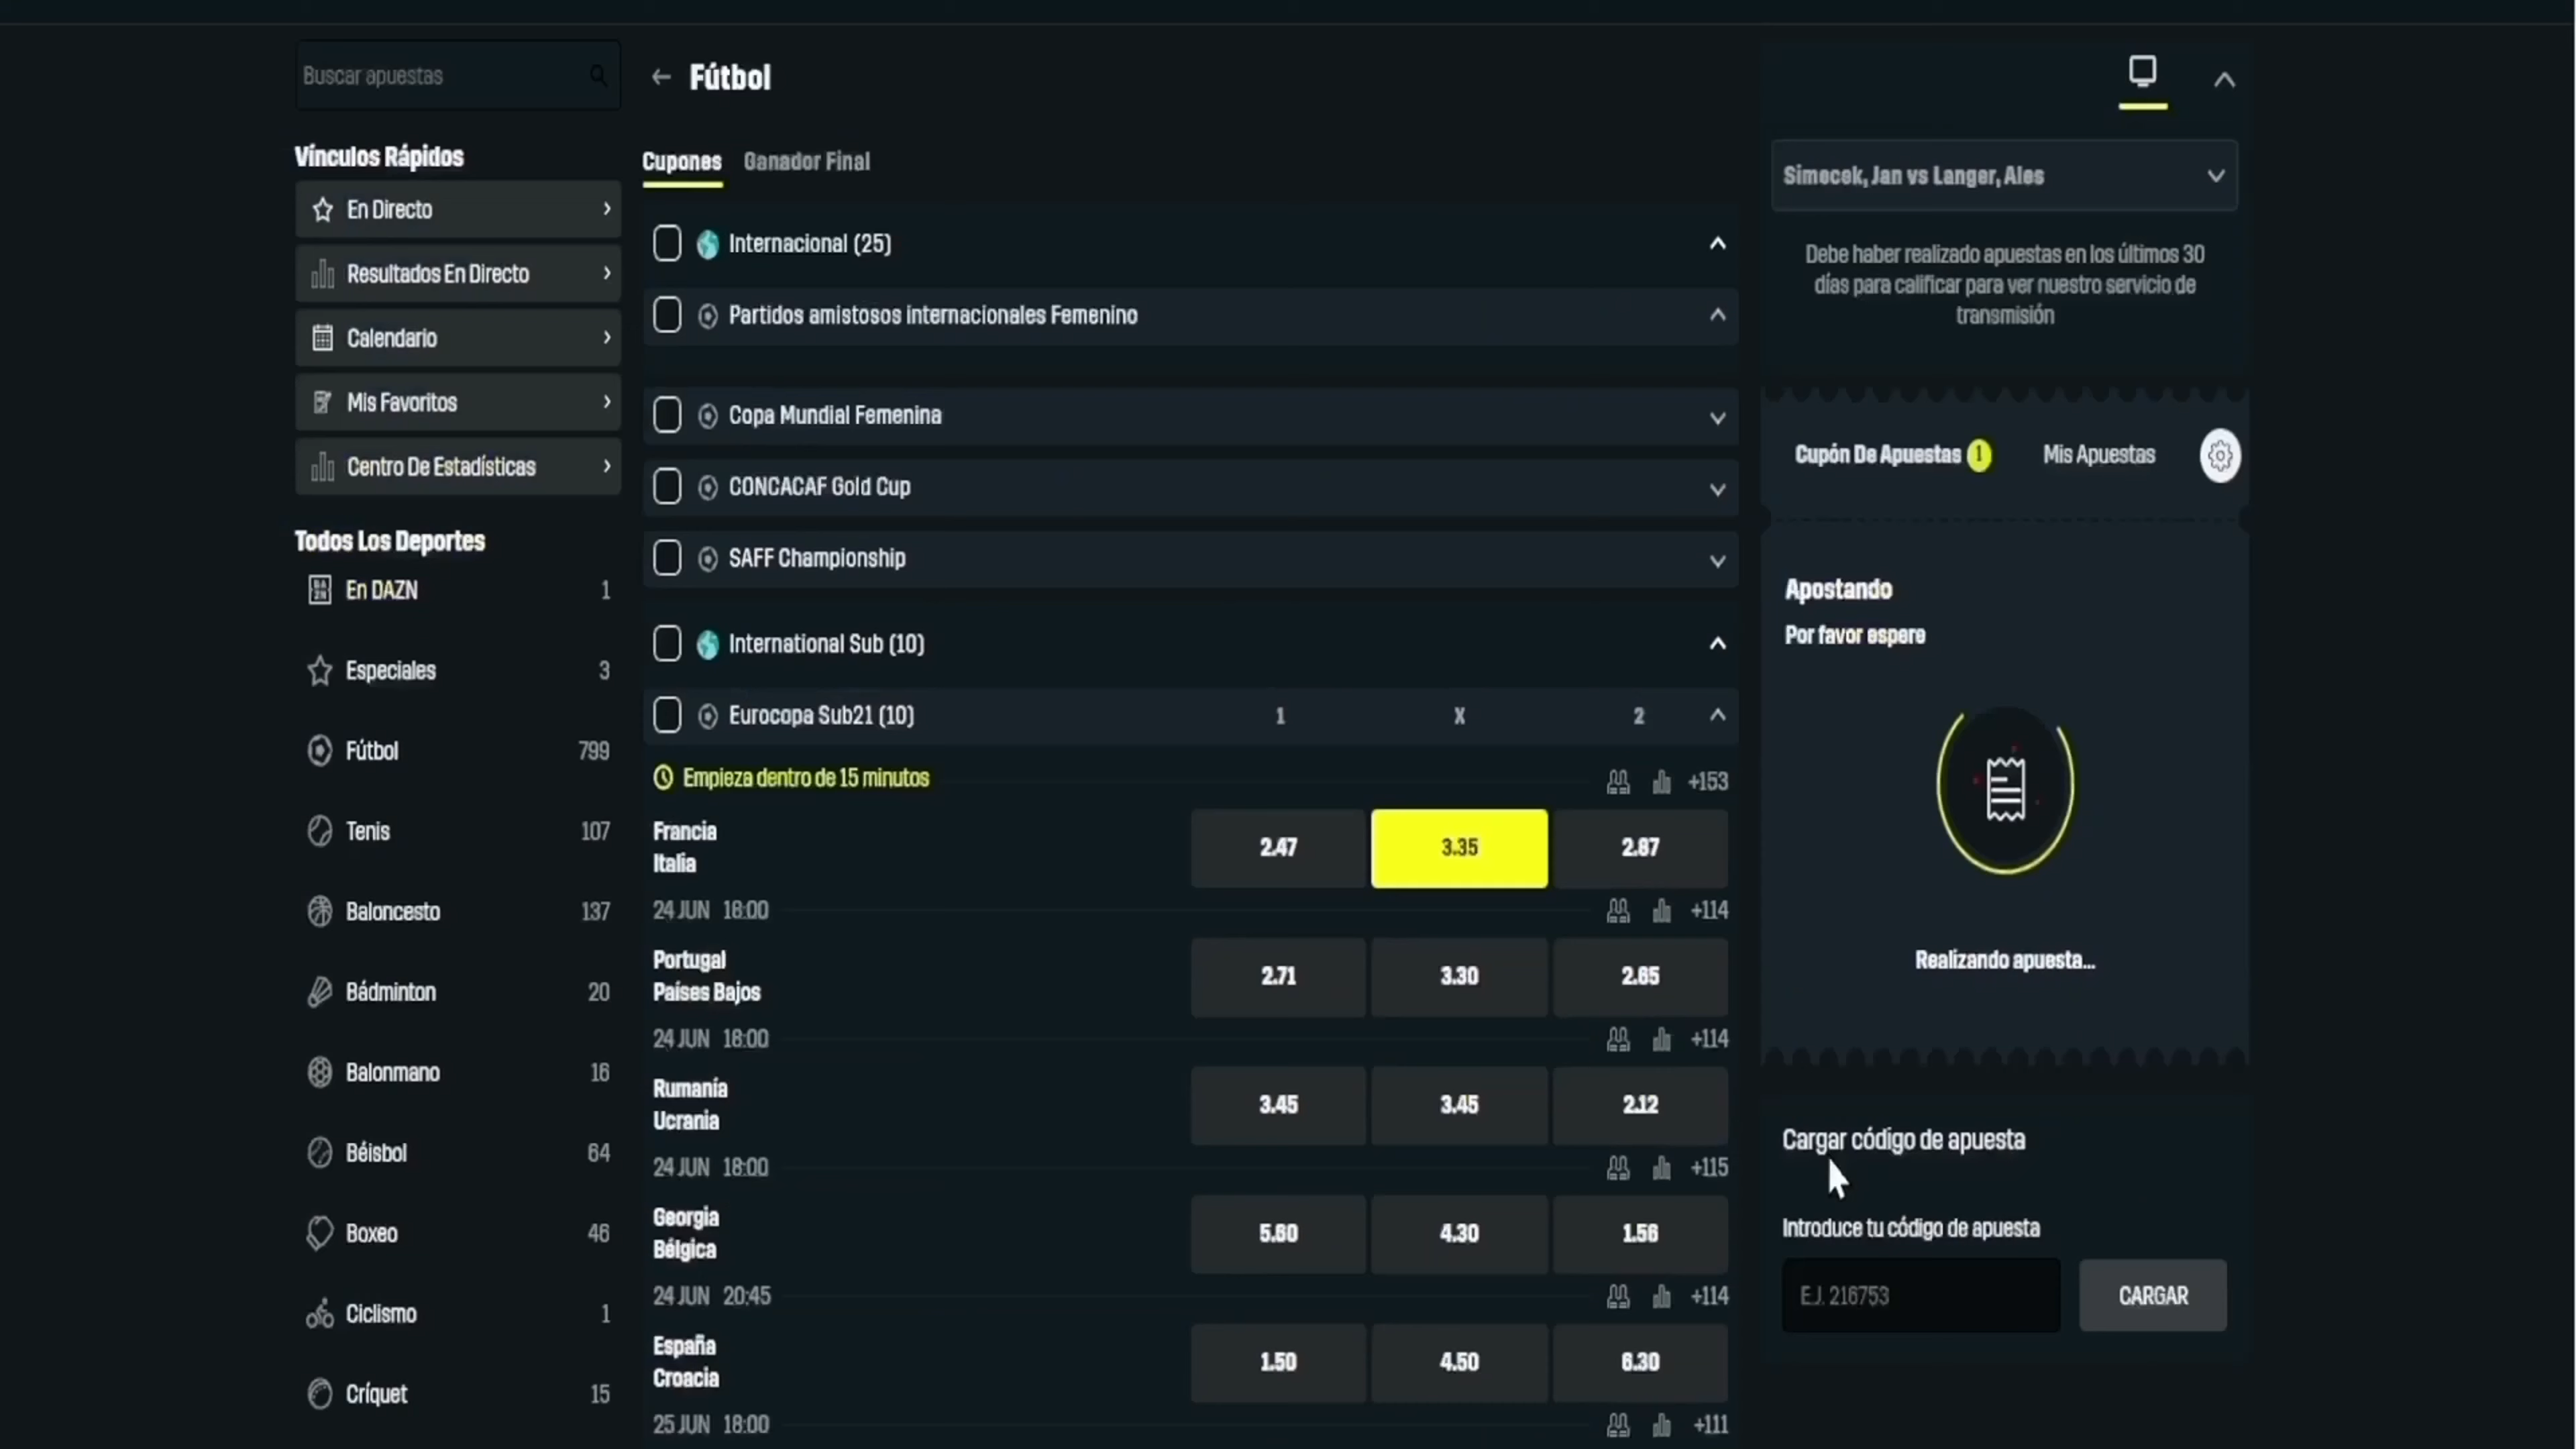 Buscar apuestas
Vínculos Rápidos
En Directo
Resultados En Directo
Calendario
Mis Favoritos
Centro De Estadísticas
Todos Los Deportes
En DAZN 1
Especiales 3
Fútbol 799
Tenis 107
Baloncesto 137
Bádminton 20
Balonmano 16
Béisbol 64
Boxeo 46
Ciclismo 1
Críquet 15
Fútbol
Cupones Ganador Final
Internacional (25)
Partidos amistosos internacionales Femenino
Copa Mundial Femenina
CONCACAF Gold Cup
SAFF Championship
International Sub (10)
Eurocopa Sub21 (10) 1 X 2
Empieza dentro de 15 minutos +153
Francia
Italia
2.47 3.35 2.87
24 JUN 18:00 +114
Portugal
Países Bajos
2.71 3.30 2.65
24 JUN 18:00 +114
Rumanía
Ucrania
3.45 3.45 2.12
24 JUN 18:00 +115
Georgia
Bélgica
5.60 4.30 1.56
24 JUN 20:45 +114
España
Croacia
1.50 4.50 6.30
25 JUN 18:00 +111
Simecek, Jan vs Langer, Ales
Debe haber realizado apuestas en los últimos 30
días para calificar para ver nuestro servicio de
transmisión
Cupón De Apuestas 1 Mis Apuestas
Apostando
Por favor espere
Realizando apuesta...
Cargar código de apuesta
Introduce tu código de apuesta
E.J. 216753 CARGAR